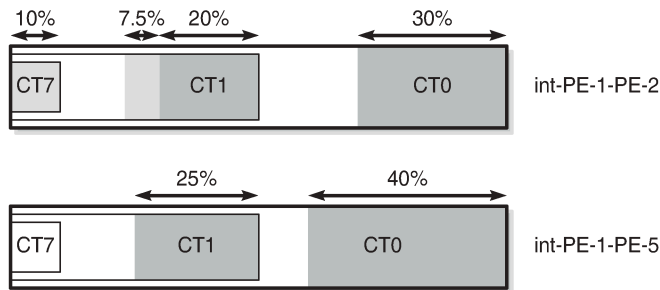 10% 7.5% 20% 30%
CT7 CT1 CT0 int-PE-1-PE-2
25% 40%
CT7 CT1 CT0 int-PE-1-PE-5